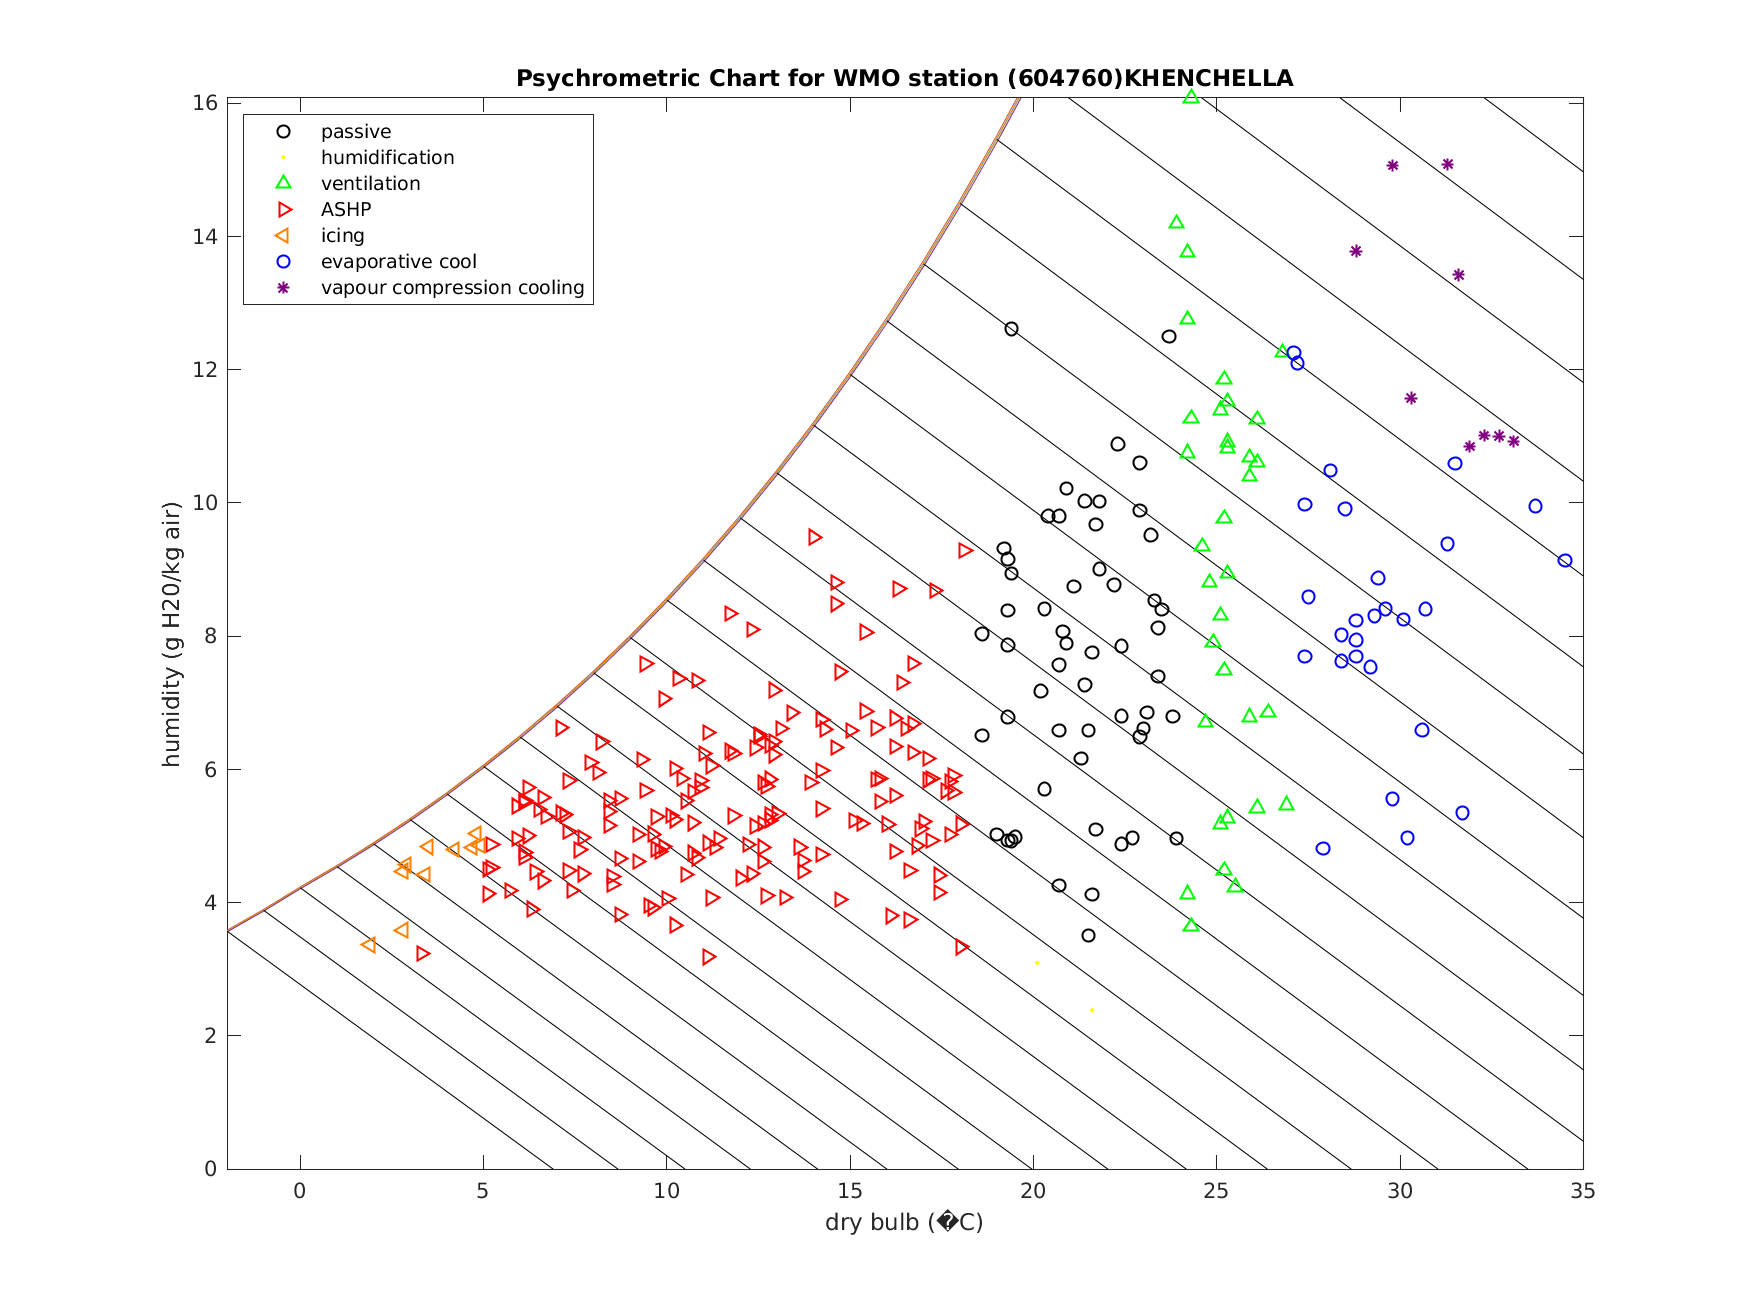 Psychrometric Chart for WMO station (604760)KHENCHELLA
passive
humidification
ventilation
ASHP
icing
evaporative cool
vapour compression cooling
humidity (g H20/kg air)
16
14
12
10
8
6
4
2
0
0 5 10 15 20 25 30 35
dry bulb (�C)